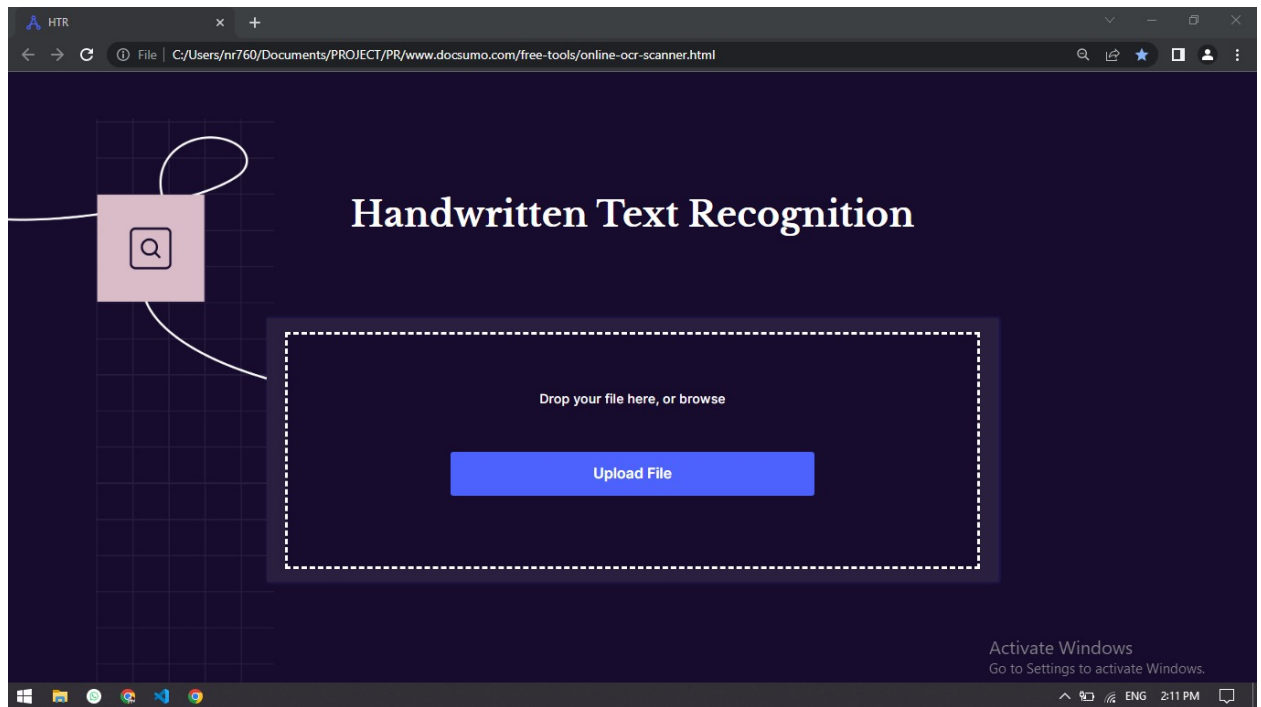 HTR
File
C:/Users/nr760/Documents/PROJECT/PR/www.docsumo.com/free-tools/online-ocr-scanner.html
Handwritten Text Recognition
Drop your file here, or browse
Upload File
Activate Windows
Go to Settings to activate Windows.
ENG 2:11 PM